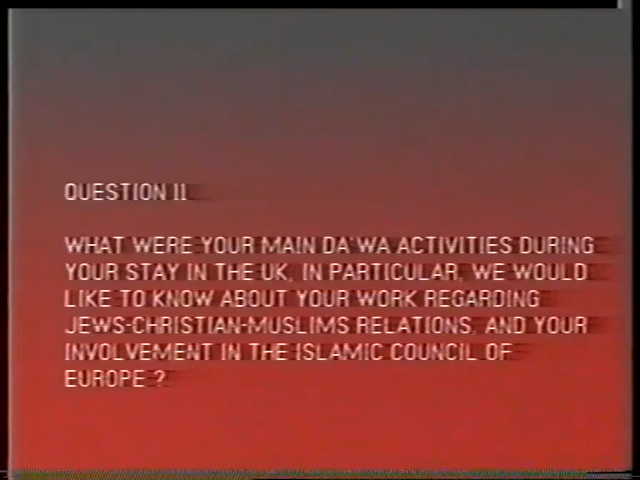 QUESTION 11
WHAT WERE YOUR MAIN DA'WA ACTIVITIES DURING
YOUR STAY IN THE UK, IN PARTICULAR, WE WOULD
LIKE TO KNOW ABOUT YOUR WORK REGARDING
JEWS-CHRISTIAN-MUSLIMS RELATIONS, AND YOUR
INVOLVEMENT IN THE ISLAMIC COUNCIL OF
EUROPE ?